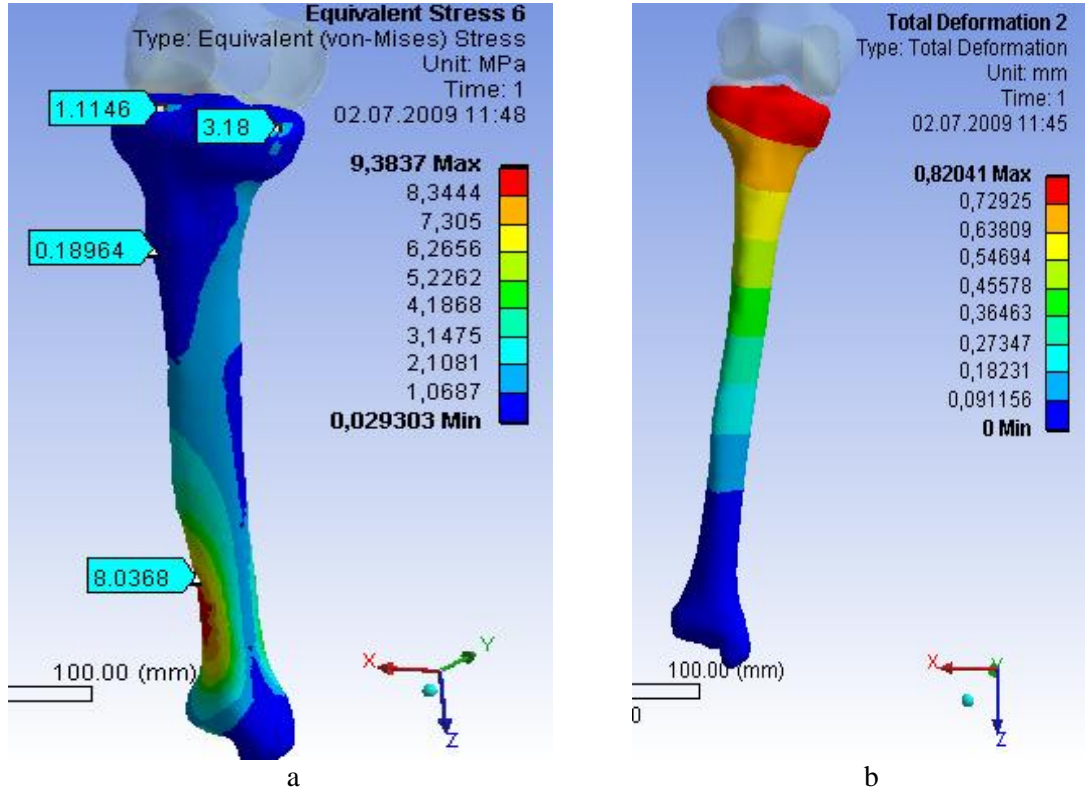 Equivalent Stress 6
Type: Equivalent (von-Mises) Stress
Unit: MPa
Time: 1
02.07.2009 11:48
1.1146
3.18
9,3837 Max
8,3444
7,305
6,2656
5,2262
4,1868
3,1475
2,1081
1,0687
0,029303 Min
0.18964
8.0368
100.00 (mm)
X
Y
Z
a
Total Deformation 2
Type: Total Deformation
Unit: mm
Time: 1
02.07.2009 11:45
0,82041 Max
0,72925
0,63809
0,54694
0,45578
0,36463
0,27347
0,18231
0,091156
0 Min
100.00 (mm)
0
X
Y
Z
b